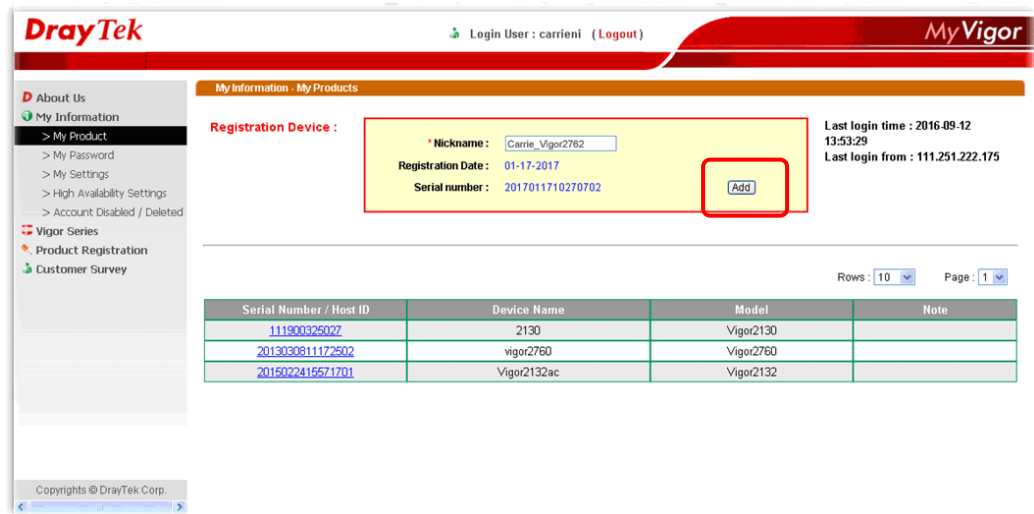 DrayTek
Login User : carrieni ( Logout )
MyVigor
About Us
My Information
> My Product
> My Password
> My Settings
> High Availability Settings
> Account Disabled / Deleted
Vigor Series
Product Registration
Customer Survey
Copyrights © DrayTek Corp.
My Information - My Products
Registration Device :
* Nickname : Carrie_Vigor2762
Registration Date : 01-17-2017
Serial number : 2017011710270702 Add
Last login time : 2016-09-12
13:53:29
Last login from : 111.251.222.175
Rows : 10 Page : 1
Serial Number / Host ID Device Name Model Note
111900325027 2130 Vigor2130
2013030811172502 vigor2760 Vigor2760
2015022415571701 Vigor2132ac Vigor2132